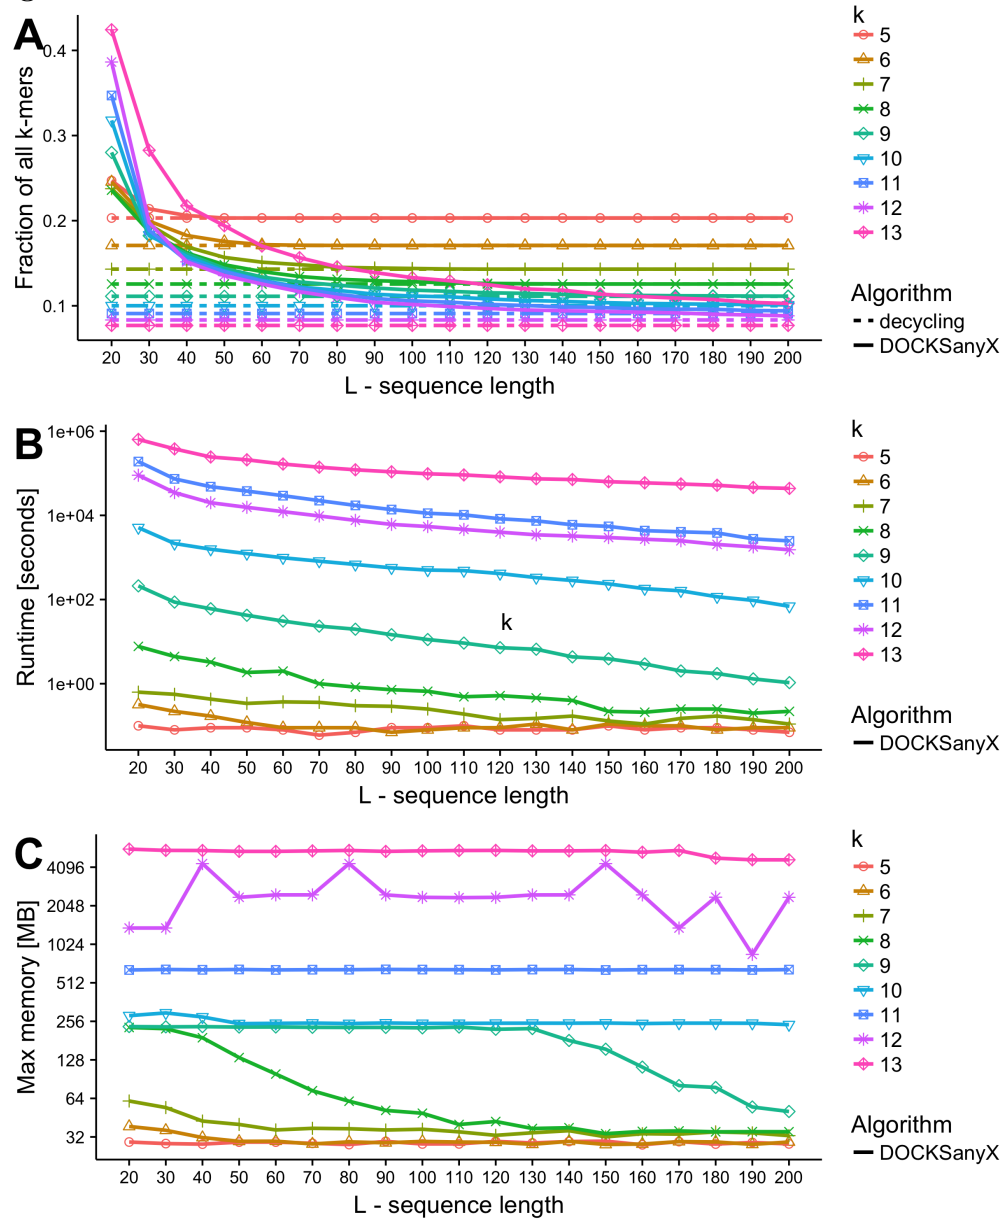 A
Fraction of all k-mers
0.4
0.3
0.2
0.1
20 30 40 50 60 70 80 90 100 110 120 130 140 150 160 170 180 190 200
L - sequence length
k
5
6
7
8
9
10
11
12
13
Algorithm
decycling
DOCKSanyX
B
Runtime [seconds]
1e+06
1e+04
1e+02
1e+00
k
20 30 40 50 60 70 80 90 100 110 120 130 140 150 160 170 180 190 200
L - sequence length
k
5
6
7
8
9
10
11
12
13
Algorithm
DOCKSanyX
C
Max memory [MB]
4096
2048
1024
512
256
128
64
32
20 30 40 50 60 70 80 90 100 110 120 130 140 150 160 170 180 190 200
L - sequence length
k
5
6
7
8
9
10
11
12
13
Algorithm
DOCKSanyX